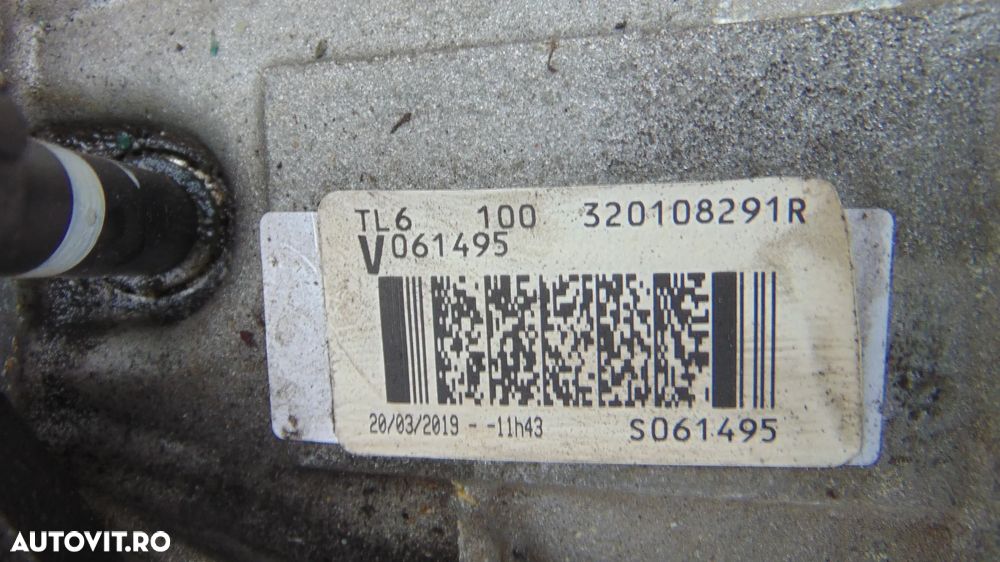 TL6 100 320108291R
V061495
20/03/2019 - -11h43 S061495
AUTOVIT.RO